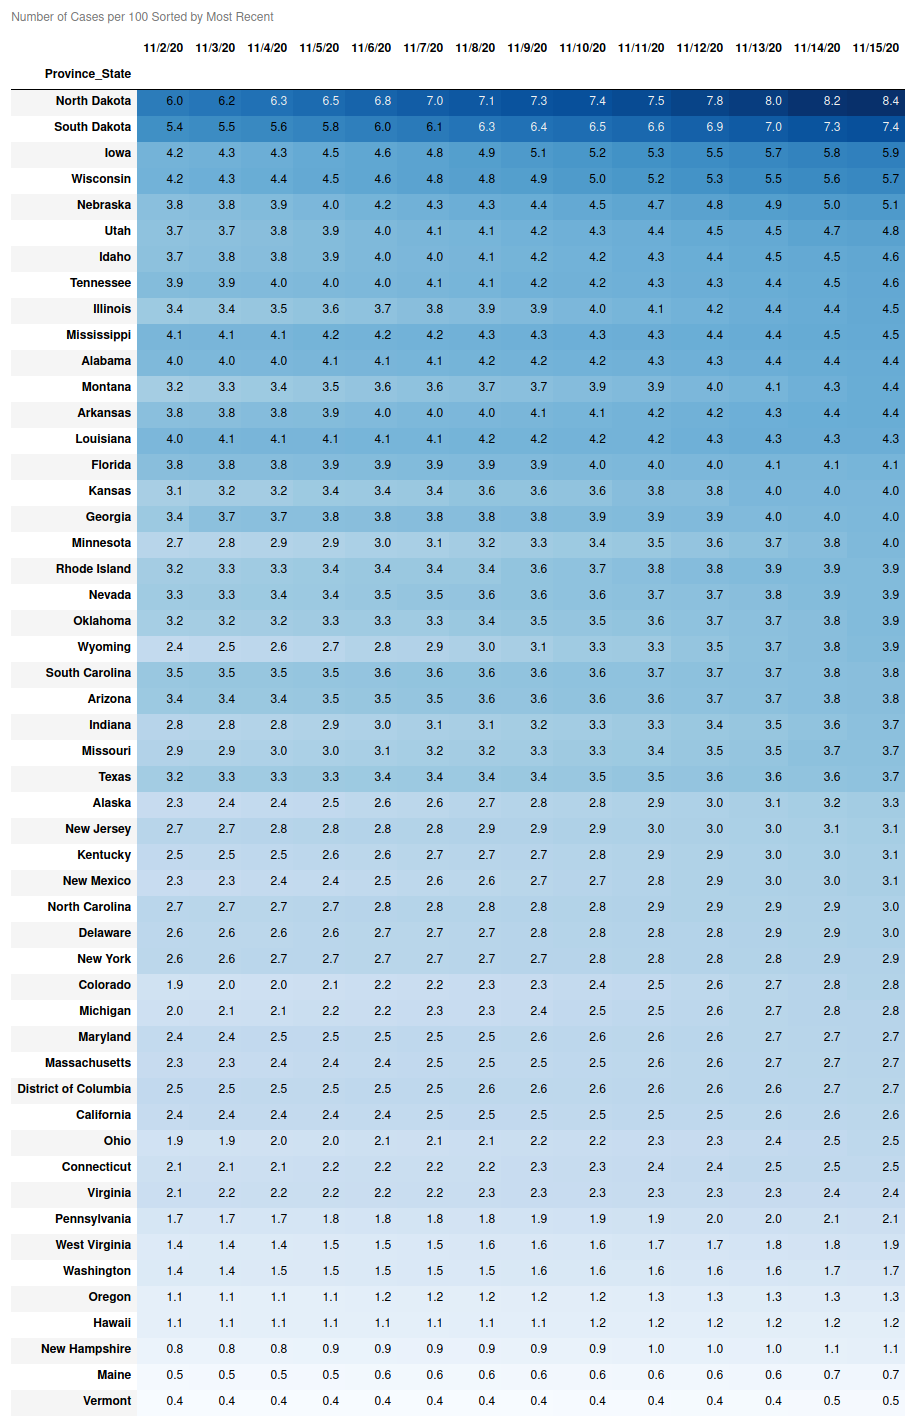 Number of Cases per 100 Sorted by Most Recent
11/2/20 11/3/20 11/4/20 11/5/20 11/6/20 11/7/20 11/8/20 11/9/20 11/10/20 11/11/20 11/12/20 11/13/20 11/14/20 11/15/20
Province_State
North Dakota 6.0 6.2 6.3 6.5 6.8 7.0 7.1 7.3 7.4 7.5 7.8 8.0 8.2 8.4
South Dakota 5.4 5.5 5.6 5.8 6.0 6.1 6.3 6.4 6.5 6.6 6.9 7.0 7.3 7.4
Iowa 4.2 4.3 4.3 4.5 4.6 4.8 4.9 5.1 5.2 5.3 5.5 5.7 5.8 5.9
Wisconsin 4.2 4.3 4.4 4.5 4.6 4.8 4.8 4.9 5.0 5.2 5.3 5.5 5.6 5.7
Nebraska 3.8 3.8 3.9 4.0 4.2 4.3 4.3 4.4 4.5 4.7 4.8 4.9 5.0 5.1
Utah 3.7 3.7 3.8 3.9 4.0 4.1 4.1 4.2 4.3 4.4 4.5 4.5 4.7 4.8
Idaho 3.7 3.8 3.8 3.9 4.0 4.0 4.1 4.2 4.2 4.3 4.4 4.5 4.5 4.6
Tennessee 3.9 3.9 4.0 4.0 4.0 4.1 4.1 4.2 4.2 4.3 4.3 4.4 4.5 4.6
Illinois 3.4 3.4 3.5 3.6 3.7 3.8 3.9 3.9 4.0 4.1 4.2 4.4 4.4 4.5
Mississippi 4.1 4.1 4.1 4.2 4.2 4.2 4.3 4.3 4.3 4.3 4.4 4.4 4.5 4.5
Alabama 4.0 4.0 4.0 4.1 4.1 4.1 4.2 4.2 4.2 4.3 4.3 4.4 4.4 4.4
Montana 3.2 3.3 3.4 3.5 3.6 3.6 3.7 3.7 3.9 3.9 4.0 4.1 4.3 4.4
Arkansas 3.8 3.8 3.8 3.9 4.0 4.0 4.0 4.1 4.1 4.2 4.2 4.3 4.4 4.4
Louisiana 4.0 4.1 4.1 4.1 4.1 4.1 4.2 4.2 4.2 4.2 4.3 4.3 4.3 4.3
Florida 3.8 3.8 3.8 3.9 3.9 3.9 3.9 3.9 4.0 4.0 4.0 4.1 4.1 4.1
Kansas 3.1 3.2 3.2 3.4 3.4 3.4 3.6 3.6 3.6 3.8 3.8 4.0 4.0 4.0
Georgia 3.4 3.7 3.7 3.8 3.8 3.8 3.8 3.8 3.9 3.9 3.9 4.0 4.0 4.0
Minnesota 2.7 2.8 2.9 2.9 3.0 3.1 3.2 3.3 3.4 3.5 3.6 3.7 3.8 4.0
Rhode Island 3.2 3.3 3.3 3.4 3.4 3.4 3.4 3.6 3.7 3.8 3.8 3.9 3.9 3.9
Nevada 3.3 3.3 3.4 3.4 3.5 3.5 3.6 3.6 3.6 3.7 3.7 3.8 3.9 3.9
Oklahoma 3.2 3.2 3.2 3.3 3.3 3.3 3.4 3.5 3.5 3.6 3.7 3.7 3.8 3.9
Wyoming 2.4 2.5 2.6 2.7 2.8 2.9 3.0 3.1 3.3 3.3 3.5 3.7 3.8 3.9
South Carolina 3.5 3.5 3.5 3.5 3.6 3.6 3.6 3.6 3.6 3.7 3.7 3.7 3.8 3.8
Arizona 3.4 3.4 3.4 3.5 3.5 3.5 3.6 3.6 3.6 3.6 3.7 3.7 3.8 3.8
Indiana 2.8 2.8 2.8 2.9 3.0 3.1 3.1 3.2 3.3 3.3 3.4 3.5 3.6 3.7
Missouri 2.9 2.9 3.0 3.0 3.1 3.2 3.2 3.3 3.3 3.4 3.5 3.5 3.7 3.7
Texas 3.2 3.3 3.3 3.3 3.4 3.4 3.4 3.4 3.5 3.5 3.6 3.6 3.6 3.7
Alaska 2.3 2.4 2.4 2.5 2.6 2.6 2.7 2.8 2.8 2.9 3.0 3.1 3.2 3.3
New Jersey 2.7 2.7 2.8 2.8 2.8 2.8 2.9 2.9 2.9 3.0 3.0 3.0 3.1 3.1
Kentucky 2.5 2.5 2.5 2.6 2.6 2.7 2.7 2.7 2.8 2.9 2.9 3.0 3.0 3.1
New Mexico 2.3 2.3 2.4 2.4 2.5 2.6 2.6 2.7 2.7 2.8 2.9 3.0 3.0 3.1
North Carolina 2.7 2.7 2.7 2.7 2.8 2.8 2.8 2.8 2.8 2.9 2.9 2.9 2.9 3.0
Delaware 2.6 2.6 2.6 2.6 2.7 2.7 2.7 2.8 2.8 2.8 2.8 2.9 2.9 3.0
New York 2.6 2.6 2.7 2.7 2.7 2.7 2.7 2.7 2.8 2.8 2.8 2.8 2.9 2.9
Colorado 1.9 2.0 2.0 2.1 2.2 2.2 2.3 2.3 2.4 2.5 2.6 2.7 2.8 2.8
Michigan 2.0 2.1 2.1 2.2 2.2 2.3 2.3 2.4 2.5 2.5 2.6 2.7 2.8 2.8
Maryland 2.4 2.4 2.5 2.5 2.5 2.5 2.5 2.6 2.6 2.6 2.6 2.7 2.7 2.7
Massachusetts 2.3 2.3 2.4 2.4 2.4 2.5 2.5 2.5 2.5 2.6 2.6 2.7 2.7 2.7
District of Columbia 2.5 2.5 2.5 2.5 2.5 2.5 2.6 2.6 2.6 2.6 2.6 2.6 2.7 2.7
California 2.4 2.4 2.4 2.4 2.4 2.5 2.5 2.5 2.5 2.5 2.5 2.6 2.6 2.6
Ohio 1.9 1.9 2.0 2.0 2.1 2.1 2.1 2.2 2.2 2.3 2.3 2.4 2.5 2.5
Connecticut 2.1 2.1 2.1 2.2 2.2 2.2 2.2 2.3 2.3 2.4 2.4 2.5 2.5 2.5
Virginia 2.1 2.2 2.2 2.2 2.2 2.2 2.3 2.3 2.3 2.3 2.3 2.3 2.4 2.4
Pennsylvania 1.7 1.7 1.7 1.8 1.8 1.8 1.8 1.9 1.9 1.9 2.0 2.0 2.1 2.1
West Virginia 1.4 1.4 1.4 1.5 1.5 1.5 1.6 1.6 1.6 1.7 1.7 1.8 1.8 1.9
Washington 1.4 1.4 1.5 1.5 1.5 1.5 1.5 1.6 1.6 1.6 1.6 1.6 1.7 1.7
Oregon 1.1 1.1 1.1 1.1 1.2 1.2 1.2 1.2 1.2 1.3 1.3 1.3 1.3 1.3
Hawaii 1.1 1.1 1.1 1.1 1.1 1.1 1.1 1.1 1.2 1.2 1.2 1.2 1.2 1.2
New Hampshire 0.8 0.8 0.8 0.9 0.9 0.9 0.9 0.9 0.9 1.0 1.0 1.0 1.1 1.1
Maine 0.5 0.5 0.5 0.5 0.6 0.6 0.6 0.6 0.6 0.6 0.6 0.6 0.7 0.7
Vermont 0.4 0.4 0.4 0.4 0.4 0.4 0.4 0.4 0.4 0.4 0.4 0.4 0.5 0.5